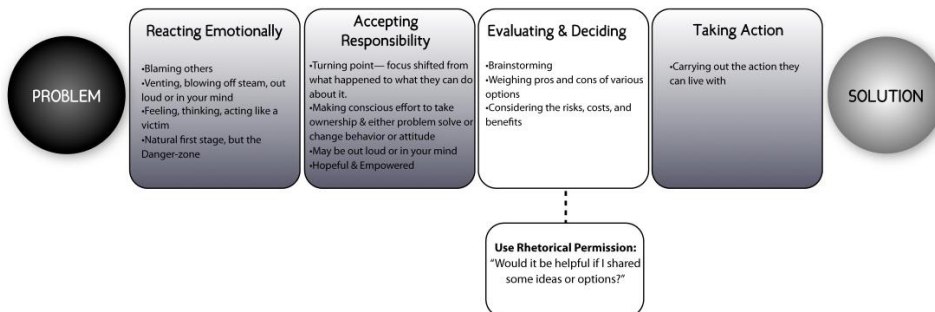 PROBLEM
Reacting Emotionally
•Blaming others
•Venting, blowing off steam, out
loud or in your mind
•Feeling, thinking, acting like a
victim
•Natural first stage, but the
Danger-zone
Accepting
Responsibility
•Turning point— focus shifted from
what happened to what they can do
about it.
•Making conscious effort to take
ownership & either problem solve or
change behavior or attitude
•May be out loud or in your mind
•Hopeful & Empowered
Evaluating & Deciding
•Brainstorming
•Weighing pros and cons of various
options
•Considering the risks, costs, and
benefits
Taking Action
•Carrying out the action they
can live with
SOLUTION
Use Rhetorical Permission:
“Would it be helpful if I shared
some ideas or options?”